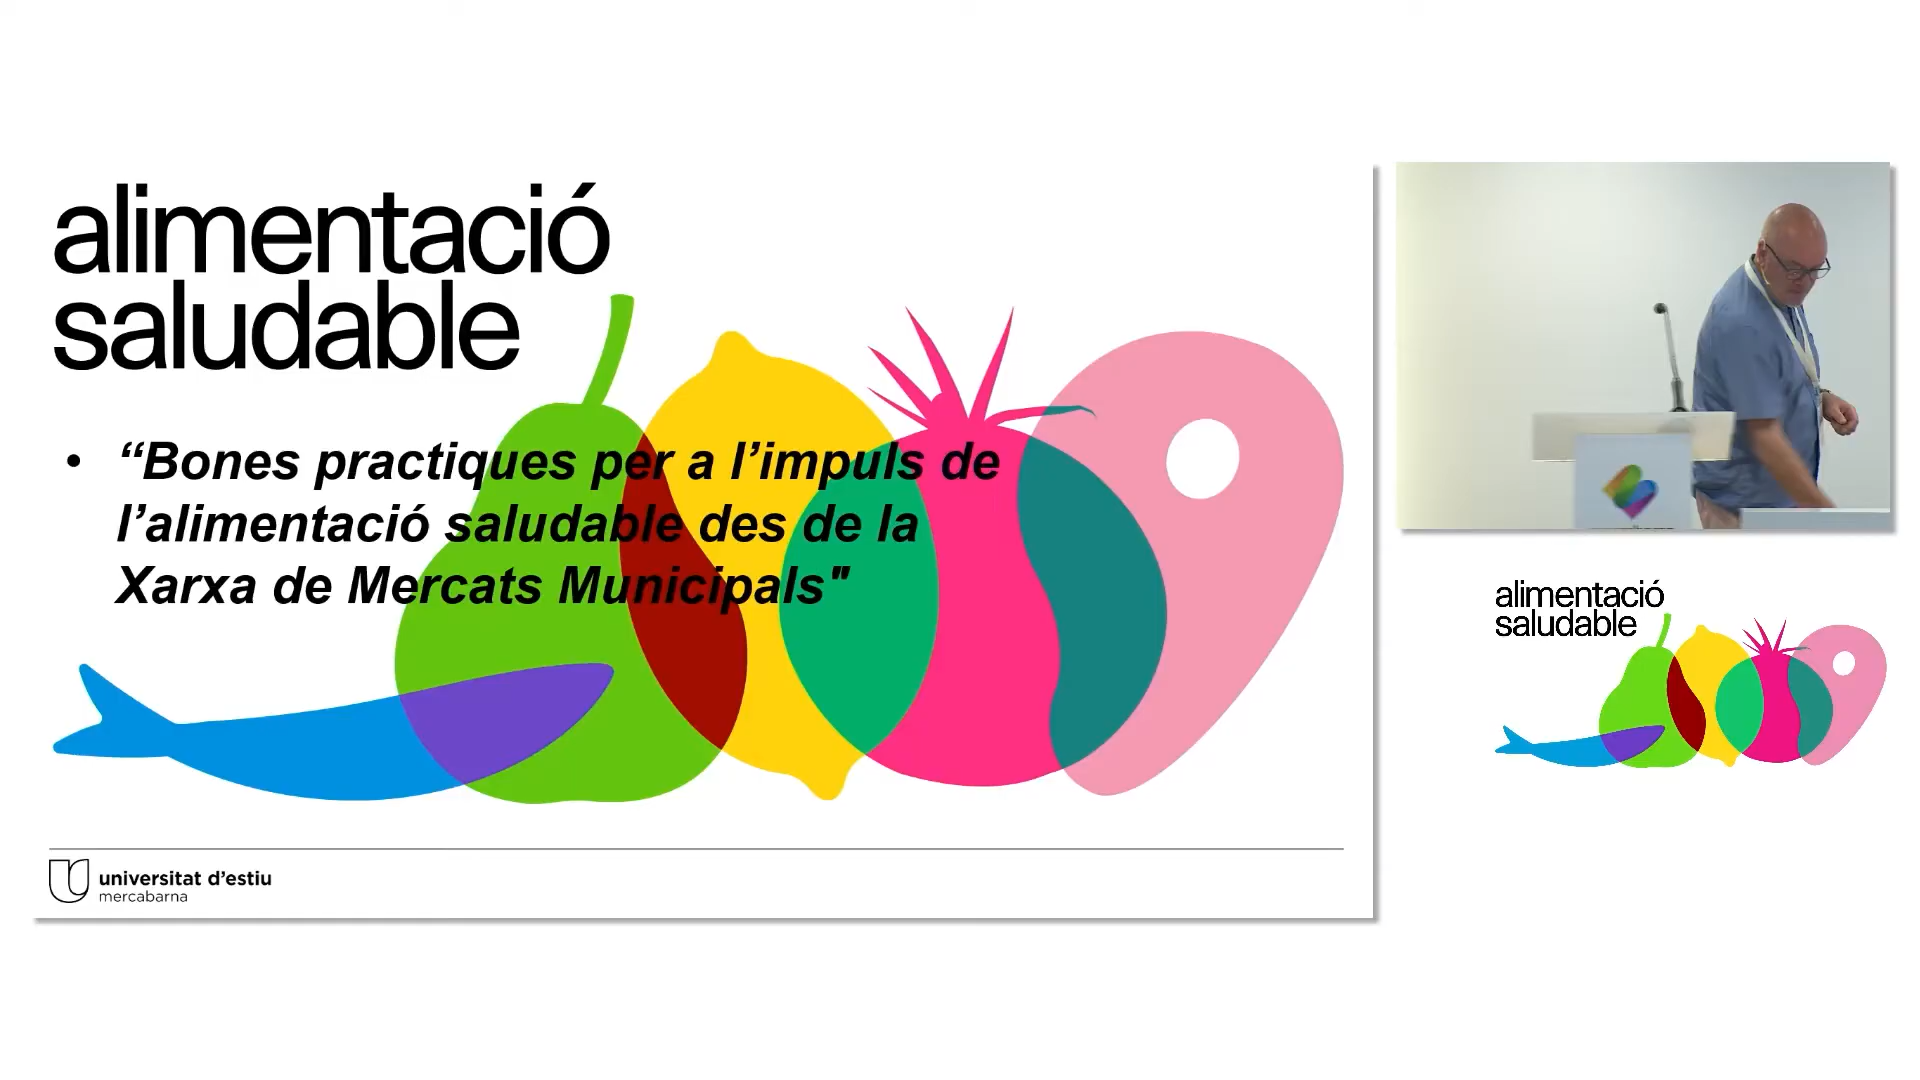 alimentació
saludable
• “Bones practiques per a l’impuls de
l’alimentació saludable des de la
Xarxa de Mercats Municipals"
universitat d’estiu
mercabarna
alimentació
saludable